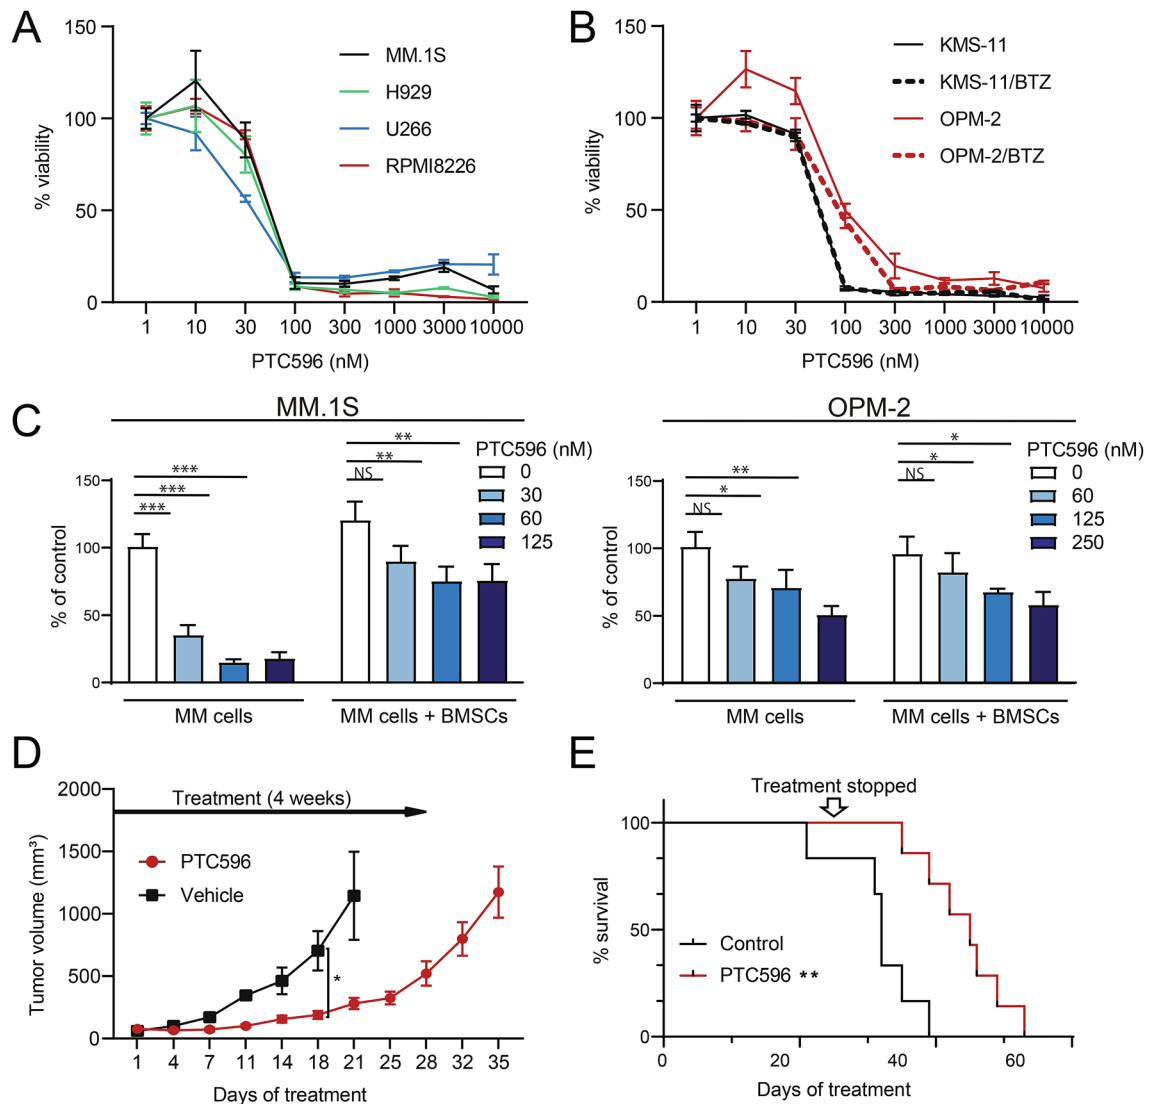 A
150
100
50
0
% viability
MM.1S
H929
U266
RPMI8226
1 10 30 100 300 1000 3000 10000
PTC596 (nM)
B
150
100
50
0
% viability
KMS-11
KMS-11/BTZ
OPM-2
OPM-2/BTZ
1 10 30 100 300 1000 3000 10000
PTC596 (nM)
C
MM.1S
150
100
50
0
% of control
***
***
***
**
**
NS
PTC596 (nM)
0
30
60
125
MM cells
MM cells + BMSCs
OPM-2
150
100
50
0
% of control
**
*
NS
*
*
NS
PTC596 (nM)
0
60
125
250
MM cells
MM cells + BMSCs
D
2000
1500
1000
500
0
Tumor volume (mm³)
Treatment (4 weeks)
PTC596
Vehicle
*
1 4 7 11 14 18 21 25 28 32 35
Days of treatment
E
Treatment stopped
100
50
0
% survival
Control
PTC596 **
0 20 40 60
Days of treatment